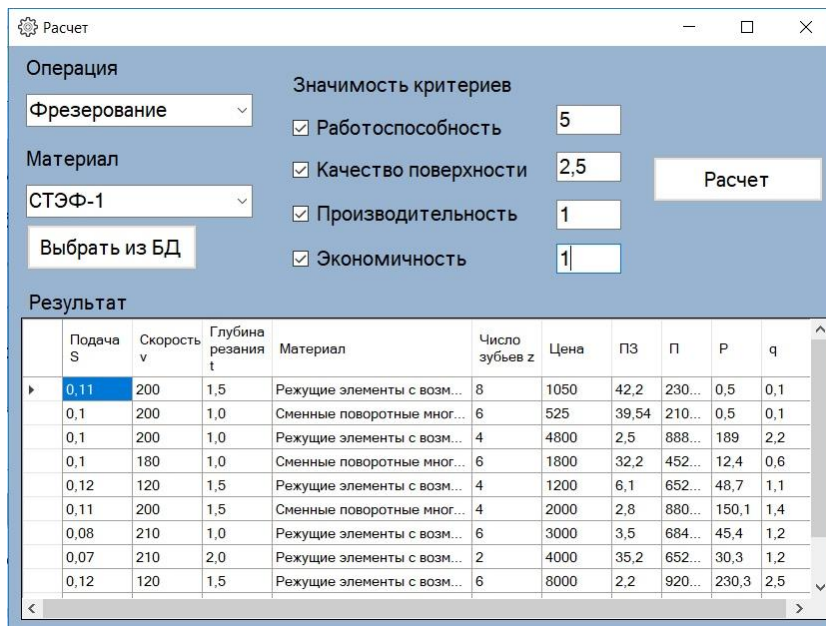 Расчет
Операция
Фрезерование
Материал
СТЭФ-1
Выбрать из БД
Значимость критериев
Работоспособность 5
Качество поверхности 2,5
Производительность 1
Экономичность 1
Расчет
Результат
Подача S Скорость v Глубина резания t Материал Число зубьев z Цена ПЗ П Р q
0,11 200 1,5 Режущие элементы с возм... 8 1050 42,2 230... 0,5 0,1
0,1 200 1,0 Сменные поворотные мног... 6 525 39,54 210... 0,5 0,1
0,1 200 1,0 Режущие элементы с возм... 4 4800 2,5 888... 189 2,2
0,1 180 1,0 Сменные поворотные мног... 6 1800 32,2 452... 12,4 0,6
0,12 120 1,5 Режущие элементы с возм... 4 1200 6,1 652... 48,7 1,1
0,11 200 1,5 Сменные поворотные мног... 4 2000 2,8 880... 150,1 1,4
0,08 210 1,0 Режущие элементы с возм... 6 3000 3,5 684... 45,4 1,2
0,07 210 2,0 Режущие элементы с возм... 2 4000 35,2 652... 30,3 1,2
0,12 120 1,5 Режущие элементы с возм... 6 8000 2,2 920... 230,3 2,5